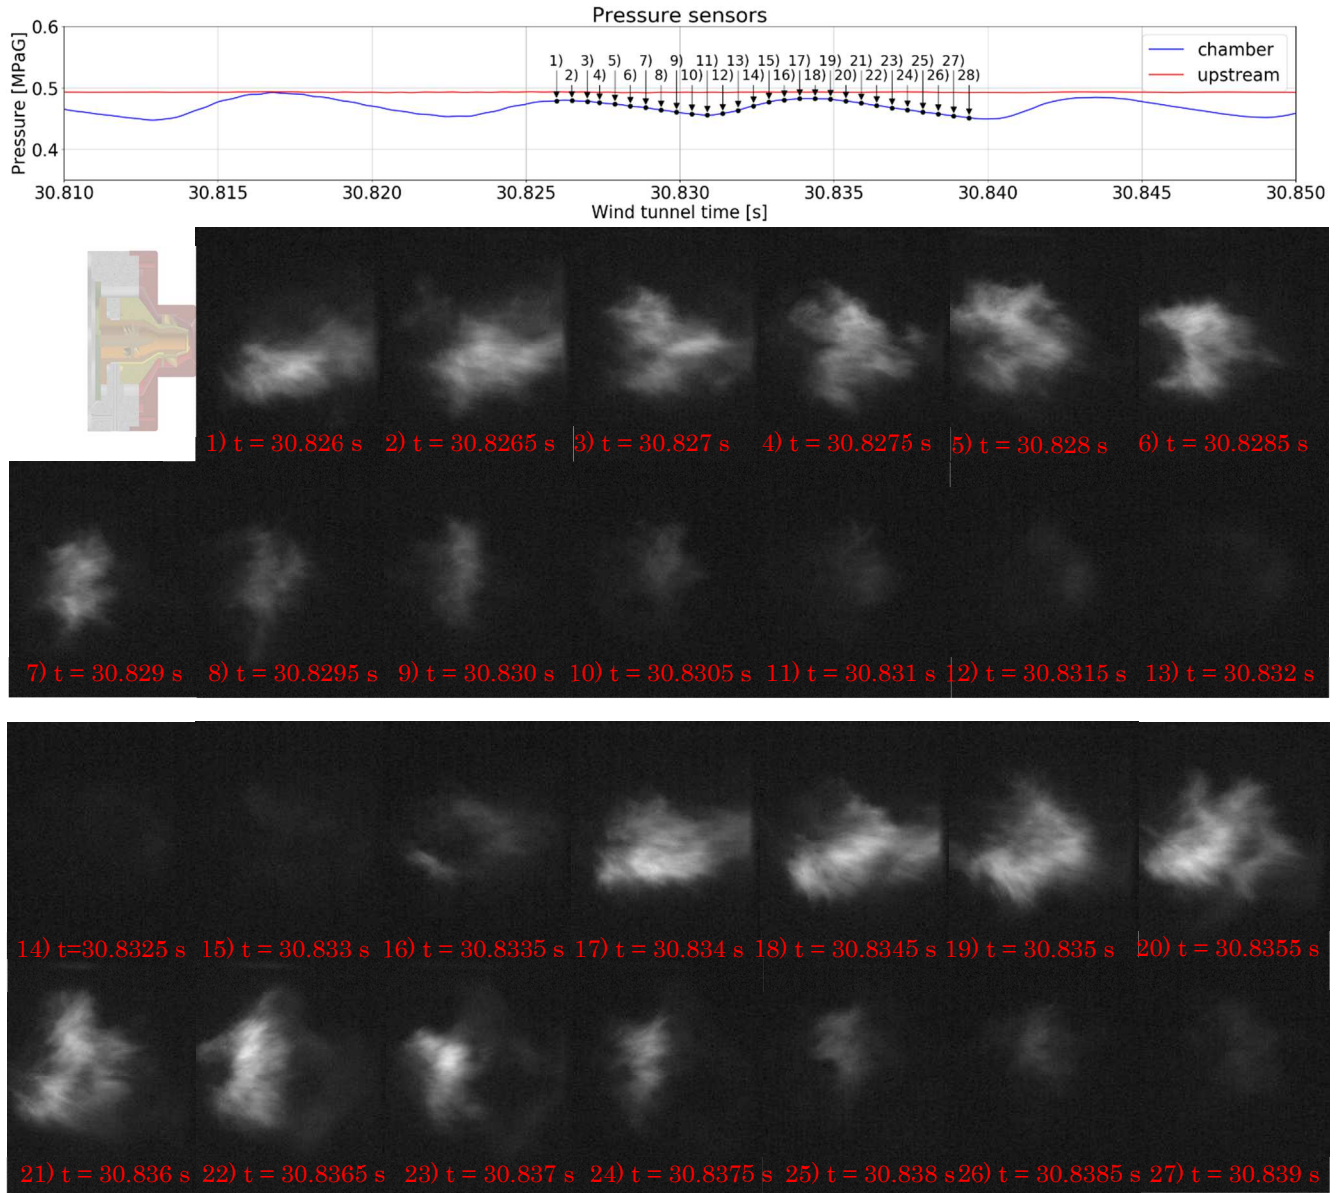 Pressure sensors
Pressure [MPaG]
0.6
0.5
0.4
chamber
upstream
1) 3) 5) 7) 9) 11) 13) 15) 17) 19) 21) 23) 25) 27)
2) 4) 6) 8) 10) 12) 14) 16) 18) 20) 22) 24) 26) 28)
30.810 30.815 30.820 30.825 30.830 30.835 30.840 30.845 30.850
Wind tunnel time [s]
1) t = 30.826 s 2) t = 30.8265 s 3) t = 30.827 s 4) t = 30.8275 s 5) t = 30.828 s 6) t = 30.8285 s
7) t = 30.829 s 8) t = 30.8295 s 9) t = 30.830 s 10) t = 30.8305 s 11) t = 30.831 s 12) t = 30.8315 s 13) t = 30.832 s
14) t=30.8325 s 15) t = 30.833 s 16) t = 30.8335 s 17) t = 30.834 s 18) t = 30.8345 s 19) t = 30.835 s 20) t = 30.8355 s
21) t = 30.836 s 22) t = 30.8365 s 23) t = 30.837 s 24) t = 30.8375 s 25) t = 30.838 s 26) t = 30.8385 s 27) t = 30.839 s